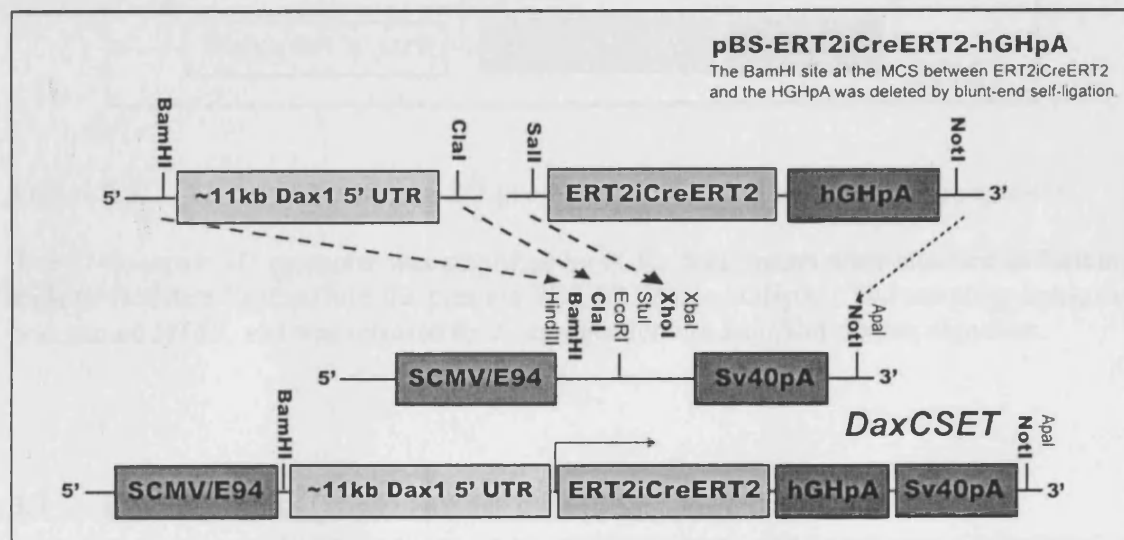 pBS-ERT2iCreERT2-hGHpA
The BamHI site at the MCS between ERT2iCreERT2
and the HGHpA was deleted by blunt-end self-ligation.
BamHI
ClaI
SalI
NotI
5'
~11kb Dax1 5' UTR
ERT2iCreERT2
hGHpA
3'
HindIII
BamHI
ClaI
EcoRI
StuI
XhoI
XbaI
NotI
ApaI
5'
SCMV/E94
Sv40pA
3'
DaxCSET
BamHI
NotI
ApaI
5'
SCMV/E94
~11kb Dax1 5' UTR
ERT2iCreERT2
hGHpA
Sv40pA
3'